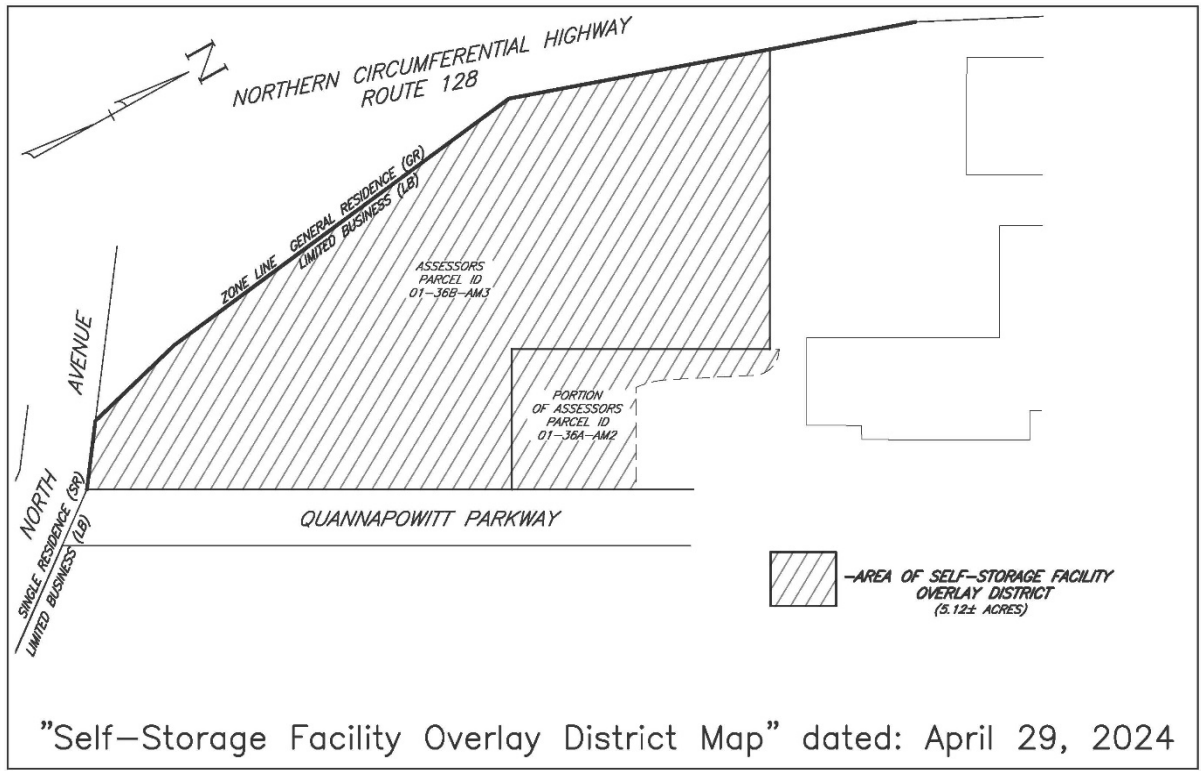 N
NORTHERN CIRCUMFERENTIAL HIGHWAY
ROUTE 128
ZONE LINE
GENERAL RESIDENCE (GR)
LIMITED BUSINESS (LB)
ASSESSORS
PARCEL ID
01-36B-AM3
NORTH AVENUE
PORTION
OF ASSESSORS
PARCEL ID
01-36A-AM2
SINGLE RESIDENCE (SR)
LIMITED BUSINESS (LB)
QUANNAPOWITT PARKWAY
-AREA OF SELF-STORAGE FACILITY
OVERLAY DISTRICT
(5.12± ACRES)
"Self-Storage Facility Overlay District Map" dated: April 29, 2024